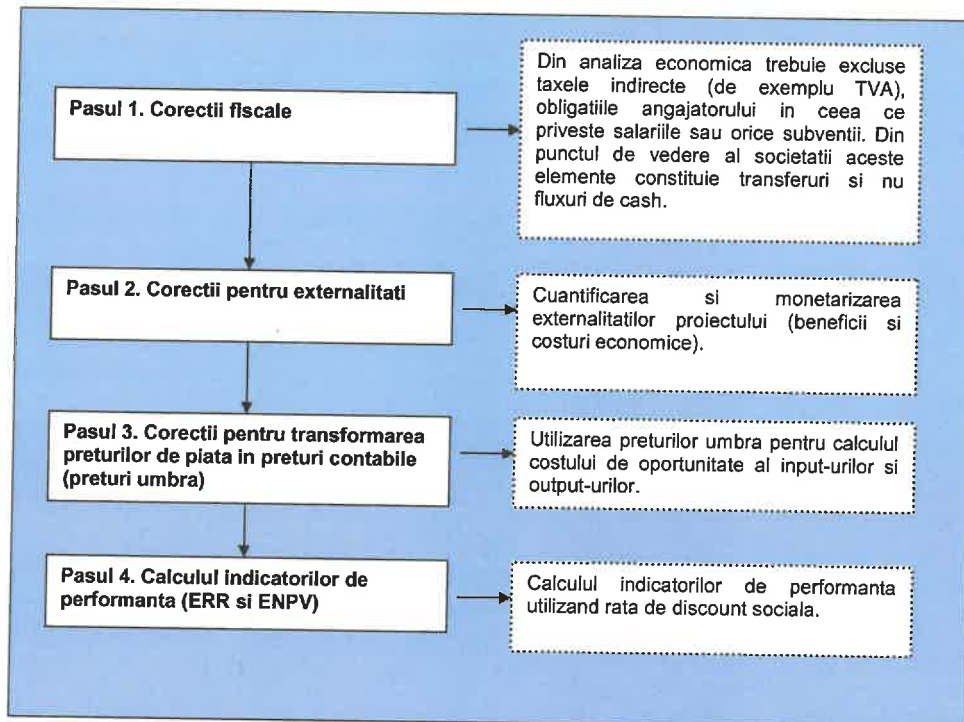 Pasul 1. Corectii fiscale
Din analiza economica trebuie excluse
taxele indirecte (de exemplu TVA),
obligatiile angajatorului in ceea ce
priveste salariile sau orice subventii. Din
punctul de vedere al societatii aceste
elemente constituie transferuri si nu
fluxuri de cash.
Pasul 2. Corectii pentru externalitati
Cuantificarea si monetarizarea
externalitatilor proiectului (beneficii si
costuri economice).
Pasul 3. Corectii pentru transformarea
preturilor de piata in preturi contabile
(preturi umbra)
Utilizarea preturilor umbra pentru calculul
costului de oportunitate al input-urilor si
output-urilor.
Pasul 4. Calculul indicatorilor de
performanta (ERR si ENPV)
Calculul indicatorilor de performanta
utilizand rata de discount sociala.